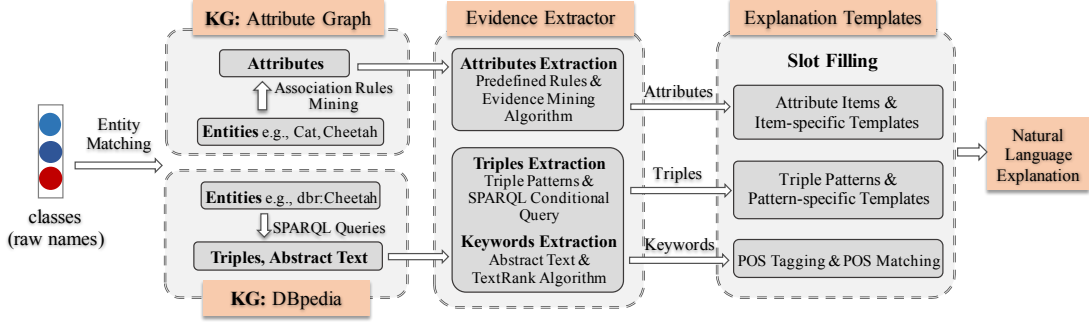 KG: Attribute Graph
Evidence Extractor
Explanation Templates
Attributes
Association Rules
Mining
Entities e.g., Cat, Cheetah
Entity
Matching
classes
(raw names)
Entities e.g., dbr:Cheetah
SPARQL Queries
Triples, Abstract Text
KG: DBpedia
Attributes Extraction
Predefined Rules &
Evidence Mining
Algorithm
Triples Extraction
Triple Patterns &
SPARQL Conditional
Query
Keywords Extraction
Abstract Text &
TextRank Algorithm
Attributes
Triples
Keywords
Slot Filling
Attribute Items &
Item-specific Templates
Triple Patterns &
Pattern-specific Templates
POS Tagging & POS Matching
Natural
Language
Explanation